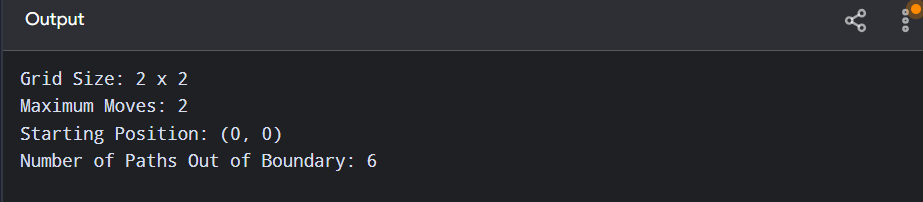 Output
Grid Size: 2 x 2
Maximum Moves: 2
Starting Position: (0, 0)
Number of Paths Out of Boundary: 6